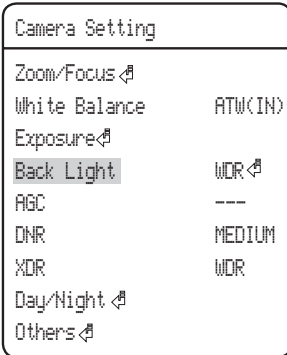 Camera Setting
Zoom/Focus
White Balance ATW(IN)
Exposure
Back Light WDR
AGC ---
DNR MEDIUM
XDR WDR
Day/Night
Others